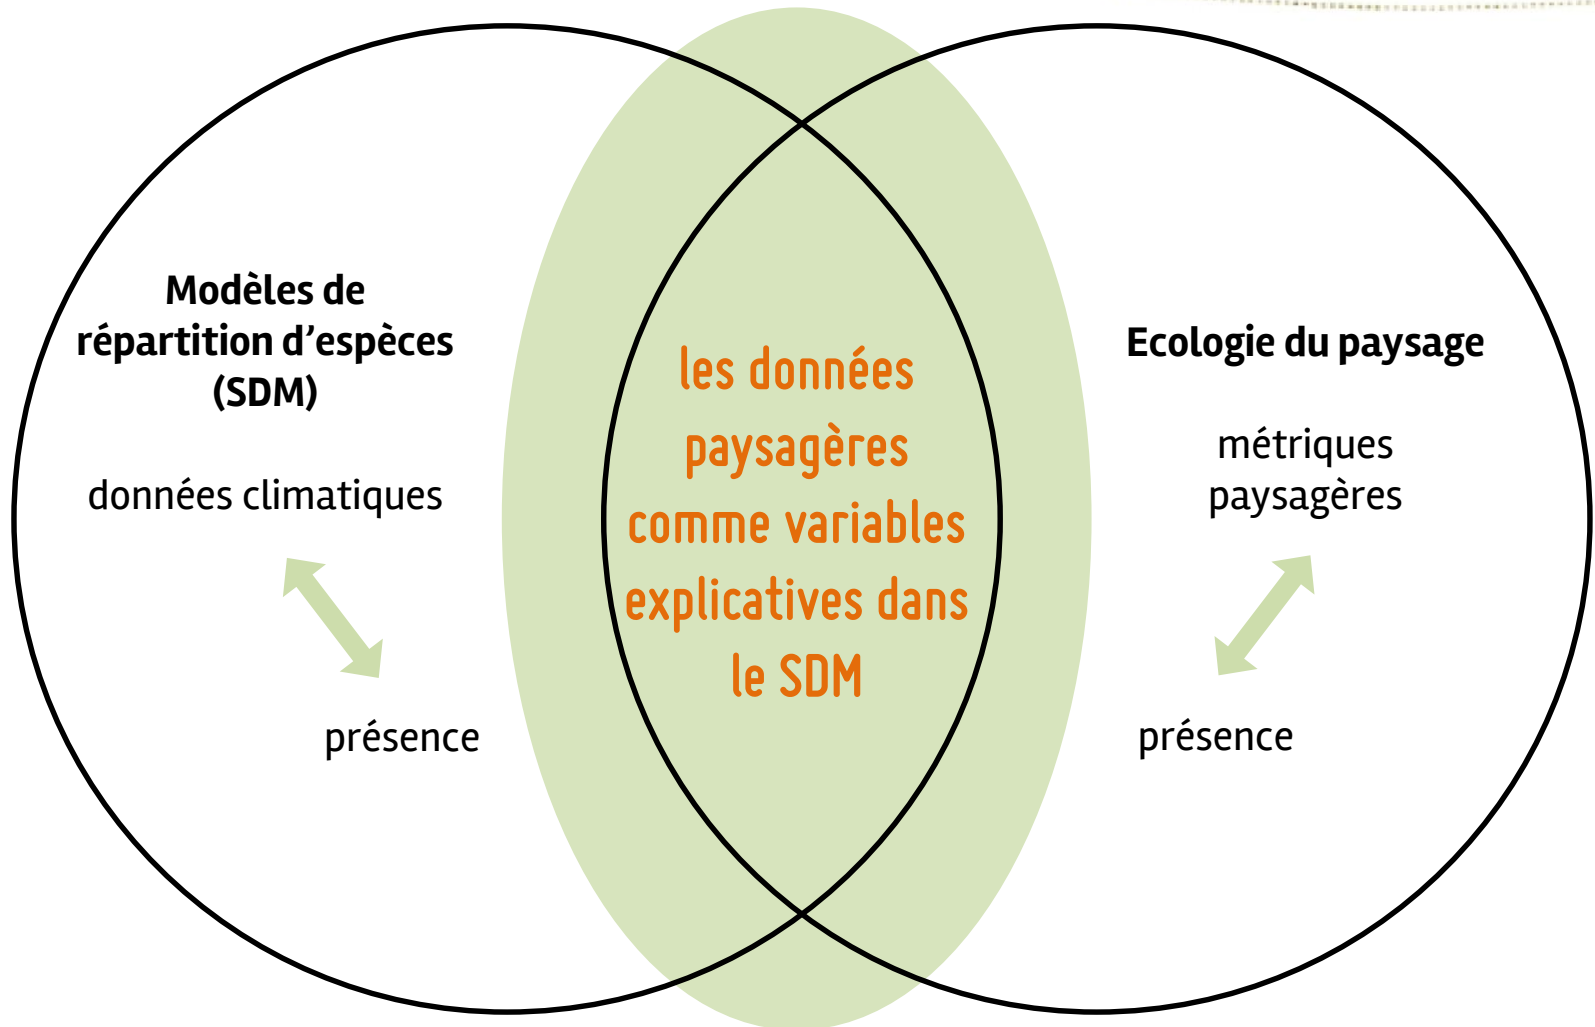 Modèles de
répartition d'espèces
(SDM)
données climatiques
présence
les données
paysagères
comme variables
explicatives dans
le SDM
Ecologie du paysage
métriques
paysagères
présence